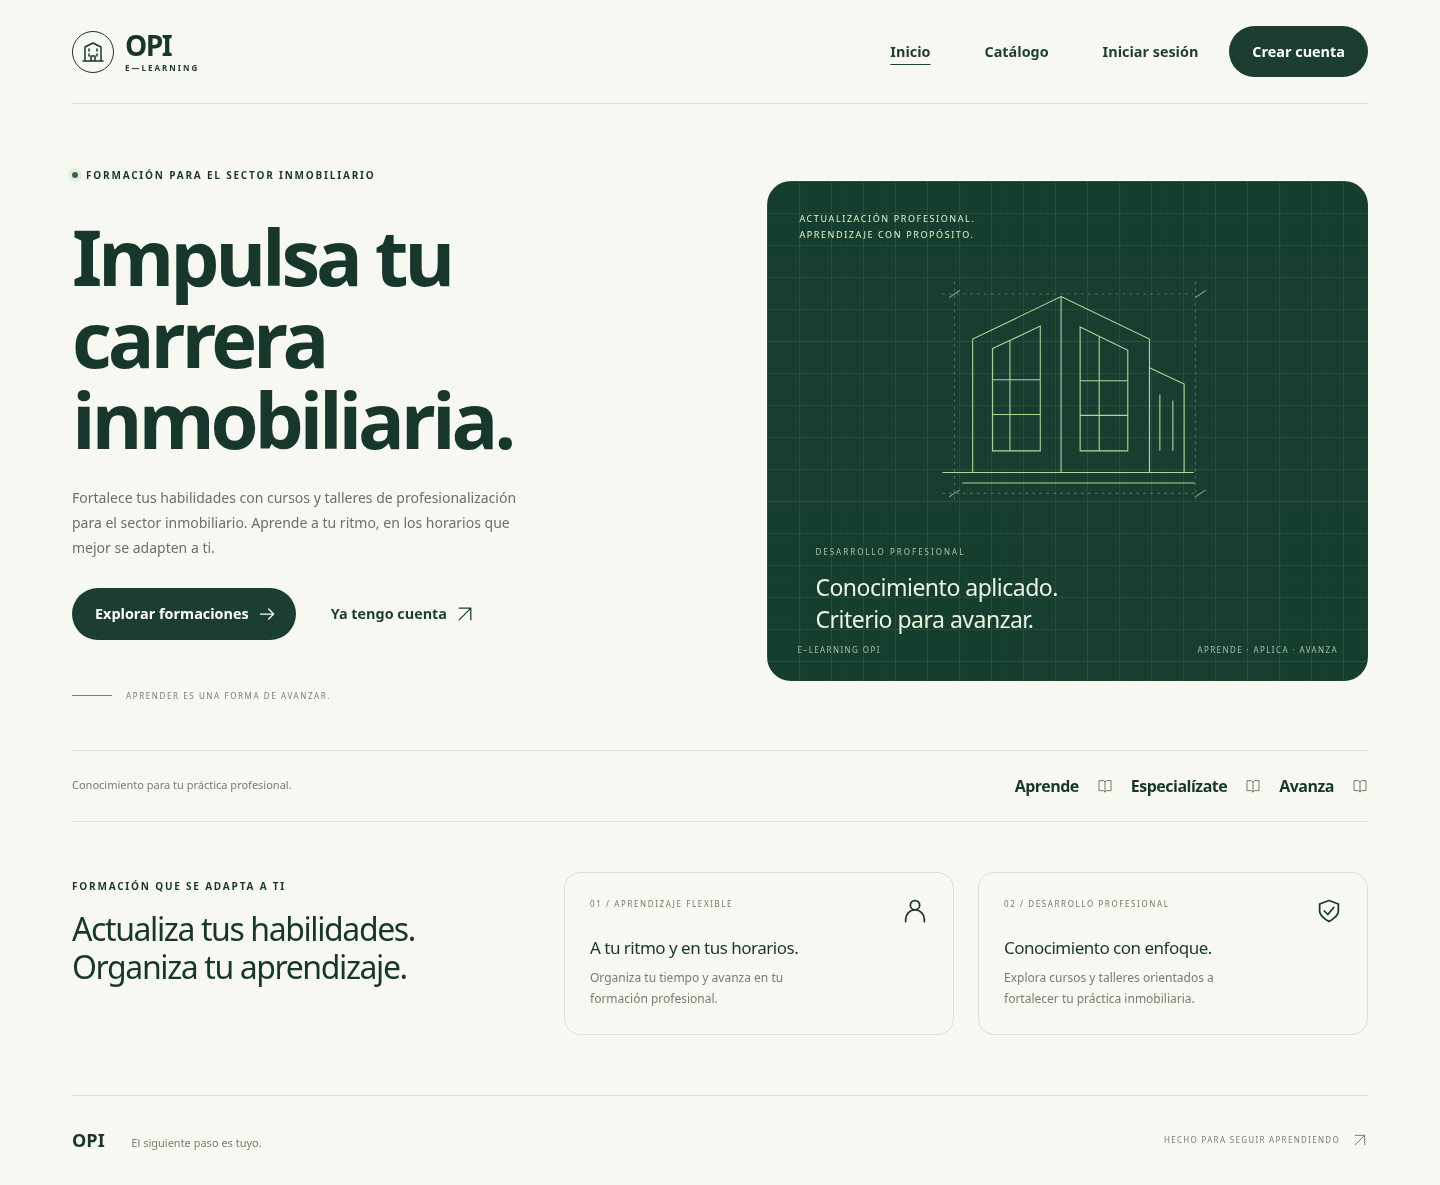 OPI
E—LEARNING
Inicio
Catálogo
Iniciar sesión
Crear cuenta
FORMACIÓN PARA EL SECTOR INMOBILIARIO
Impulsa tu
carrera
inmobiliaria.
Fortalece tus habilidades con cursos y talleres de profesionalización
para el sector inmobiliario. Aprende a tu ritmo, en los horarios que
mejor se adapten a ti.
Explorar formaciones
Ya tengo cuenta
APRENDER ES UNA FORMA DE AVANZAR.
ACTUALIZACIÓN PROFESIONAL.
APRENDIZAJE CON PROPÓSITO.
DESARROLLO PROFESIONAL
Conocimiento aplicado.
Criterio para avanzar.
E–LEARNING OPI
APRENDE · APLICA · AVANZA
Conocimiento para tu práctica profesional.
Aprende
Especialízate
Avanza
FORMACIÓN QUE SE ADAPTA A TI
Actualiza tus habilidades.
Organiza tu aprendizaje.
01 / APRENDIZAJE FLEXIBLE
A tu ritmo y en tus horarios.
Organiza tu tiempo y avanza en tu
formación profesional.
02 / DESARROLLO PROFESIONAL
Conocimiento con enfoque.
Explora cursos y talleres orientados a
fortalecer tu práctica inmobiliaria.
OPI
El siguiente paso es tuyo.
HECHO PARA SEGUIR APRENDIENDO